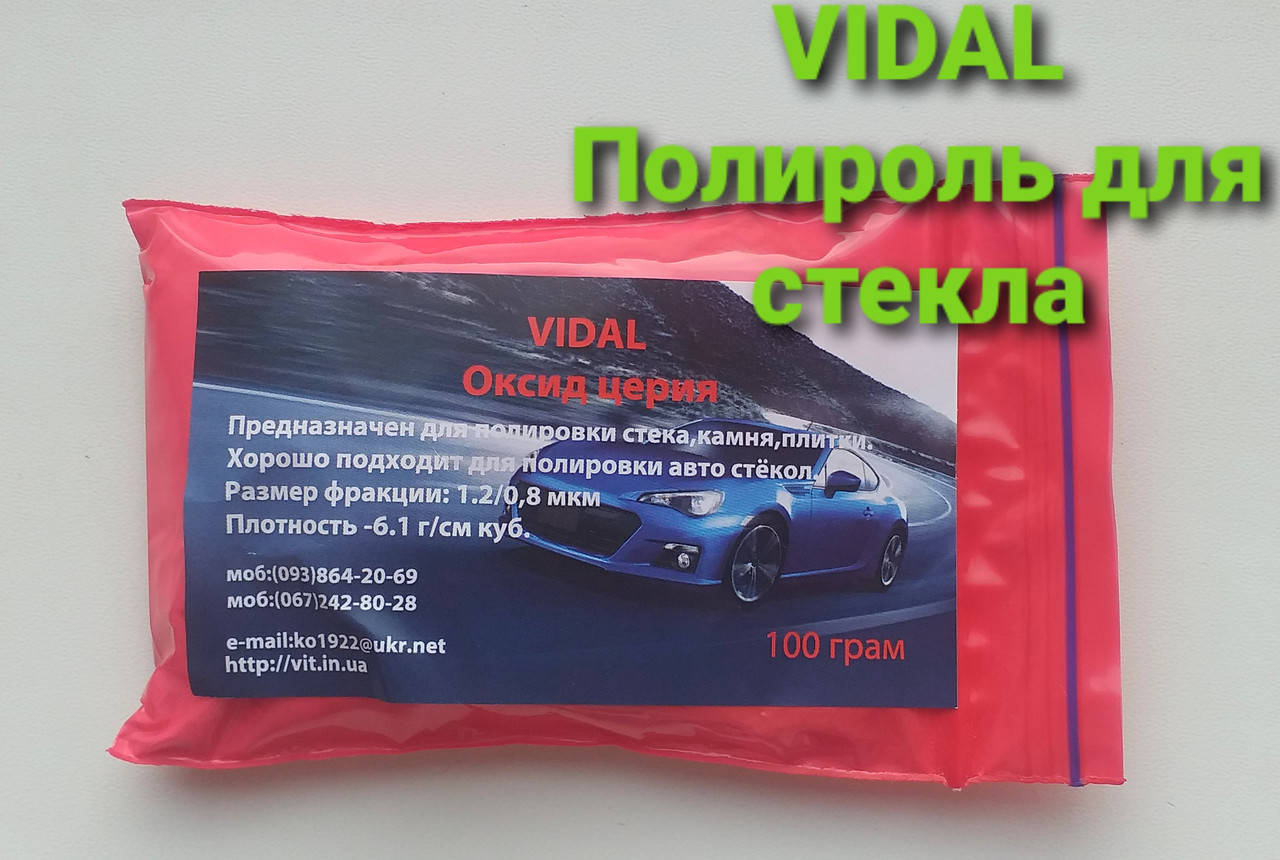 VIDAL
Полироль для
стекла
VIDAL
Оксид церия
Предназначен для полировки стека,камня,плитки.
Хорошо подходит для полировки авто стёкол.
Размер фракции: 1.2/0,8 мкм
Плотность -6.1 г/см куб.
моб:(093)864-20-69
моб:(067)242-80-28
e-mail:ko1922@ukr.net
http://vit.in.ua
100 грам